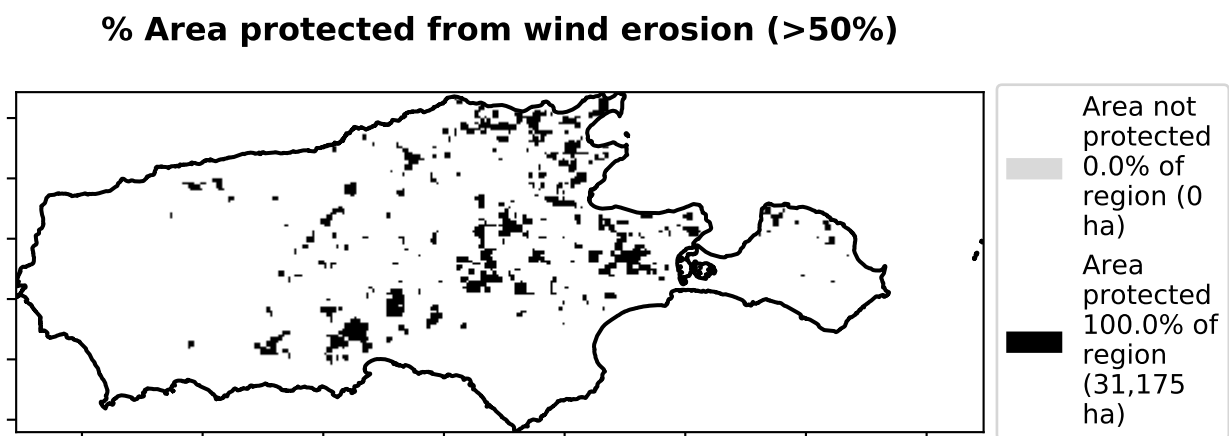 % Area protected from wind erosion (>50%)
Area not
protected
0.0% of
region (0
ha)
Area
protected
100.0% of
region
(31,175
ha)